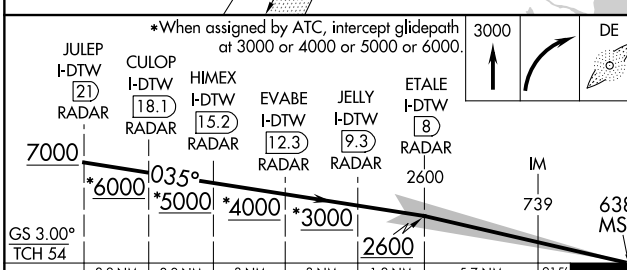 *When assigned by ATC, intercept glidepath
at 3000 or 4000 or 5000 or 6000.
3000
DE
JULEP
I-DTW
21
RADAR
CULOP
I-DTW
18.1
RADAR
HIMEX
I-DTW
15.2
RADAR
EVABE
I-DTW
12.3
RADAR
JELLY
I-DTW
9.3
RADAR
ETALE
I-DTW
8
RADAR
2600
IM
739
638
MS
7000
035°
*6000
*5000
*4000
*3000
2600
GS 3.00°
TCH 54